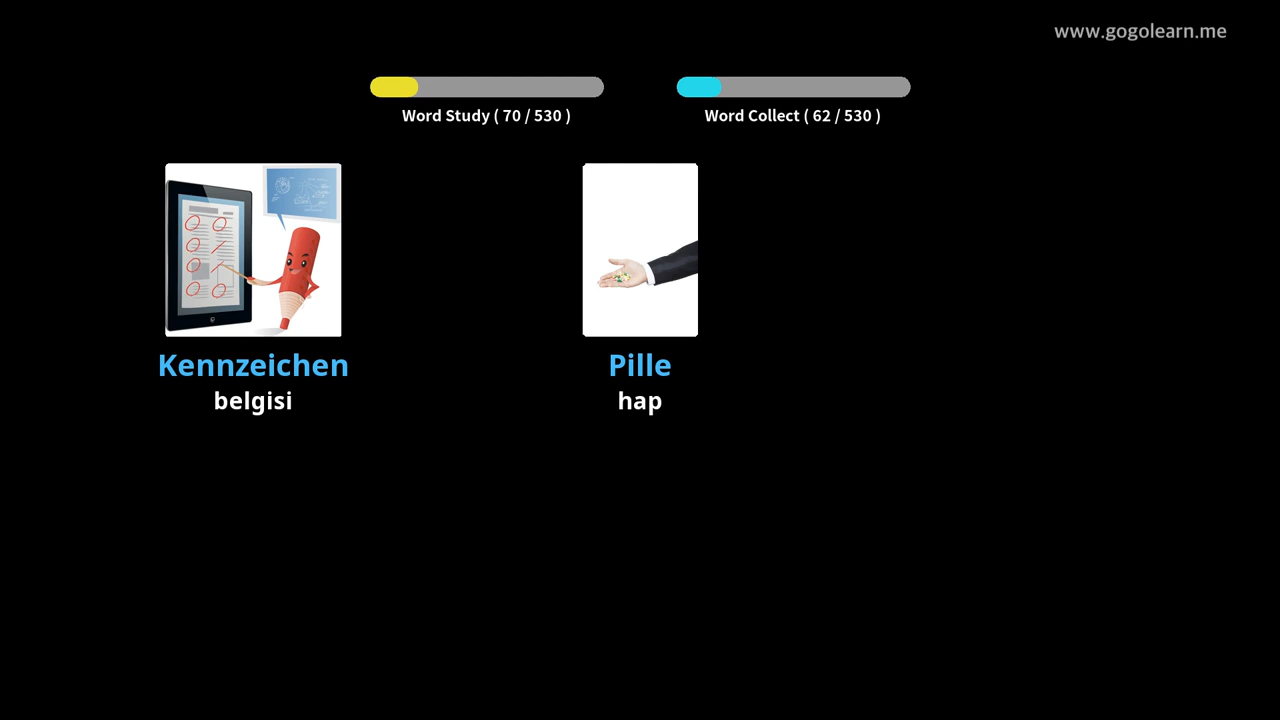 www.gogolearn.me
Word Study ( 70 / 530 )
Word Collect ( 62 / 530 )
Kennzeichen
belgisi
Pille
hap